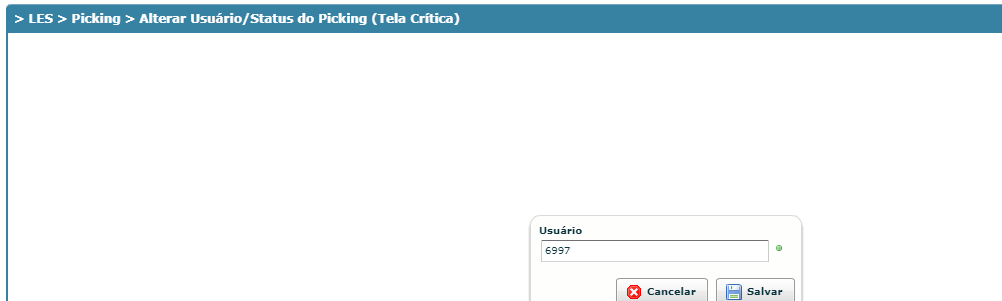 > LES > Picking > Alterar Usuário/Status do Picking (Tela Crítica)
Usuário
6997
Cancelar Salvar